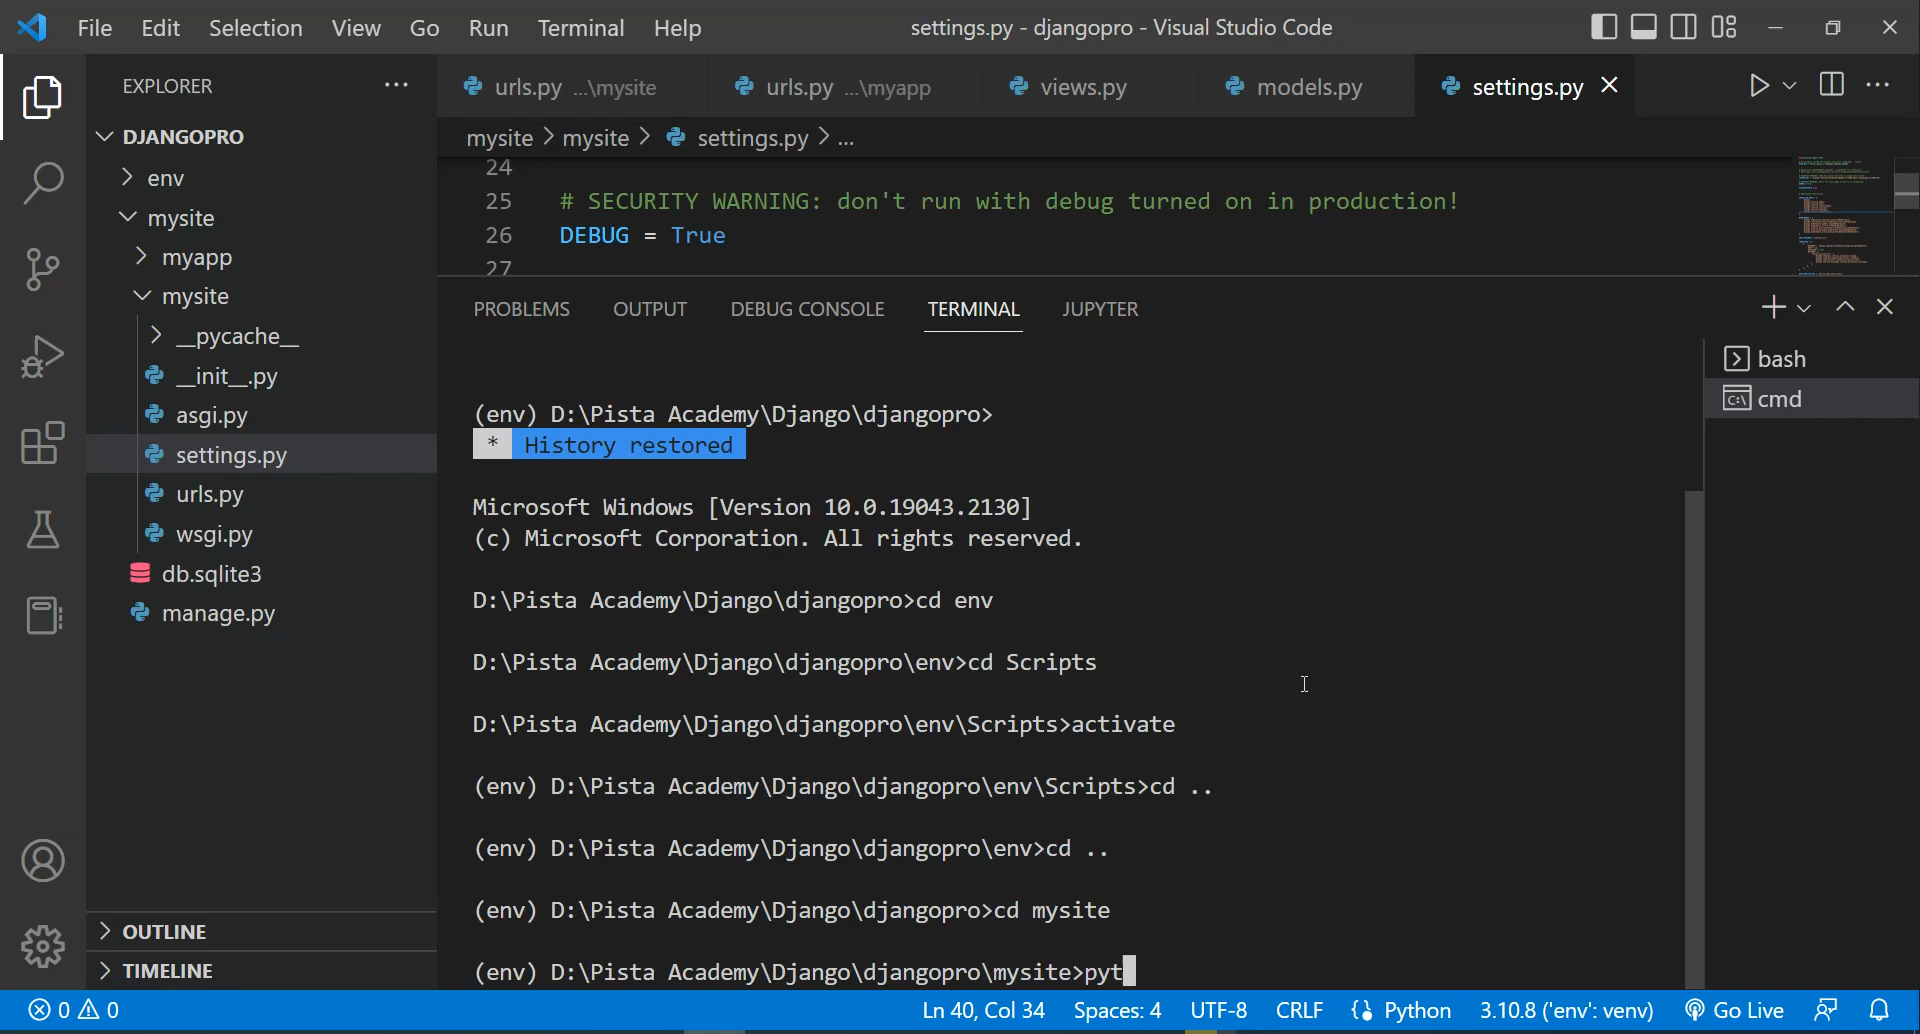 File Edit Selection View Go Run Terminal Help settings.py - djangopro - Visual Studio Code
EXPLORER
DJANGOPRO
env
mysite
myapp
mysite
__pycache__
__init__.py
asgi.py
settings.py
urls.py
wsgi.py
db.sqlite3
manage.py
OUTLINE
TIMELINE
urls.py ...\mysite urls.py ...\myapp views.py models.py settings.py
mysite > mysite > settings.py > ...
24
25 # SECURITY WARNING: don't run with debug turned on in production!
26 DEBUG = True
27
PROBLEMS OUTPUT DEBUG CONSOLE TERMINAL JUPYTER
bash
cmd
(env) D:\Pista Academy\Django\djangopro>
* History restored
Microsoft Windows [Version 10.0.19043.2130]
(c) Microsoft Corporation. All rights reserved.
D:\Pista Academy\Django\djangopro>cd env
D:\Pista Academy\Django\djangopro\env>cd Scripts
D:\Pista Academy\Django\djangopro\env\Scripts>activate
(env) D:\Pista Academy\Django\djangopro\env\Scripts>cd ..
(env) D:\Pista Academy\Django\djangopro\env>cd ..
(env) D:\Pista Academy\Django\djangopro>cd mysite
(env) D:\Pista Academy\Django\djangopro\mysite>pyt
0 0 Ln 40, Col 34 Spaces: 4 UTF-8 CRLF Python 3.10.8 ('env': venv) Go Live